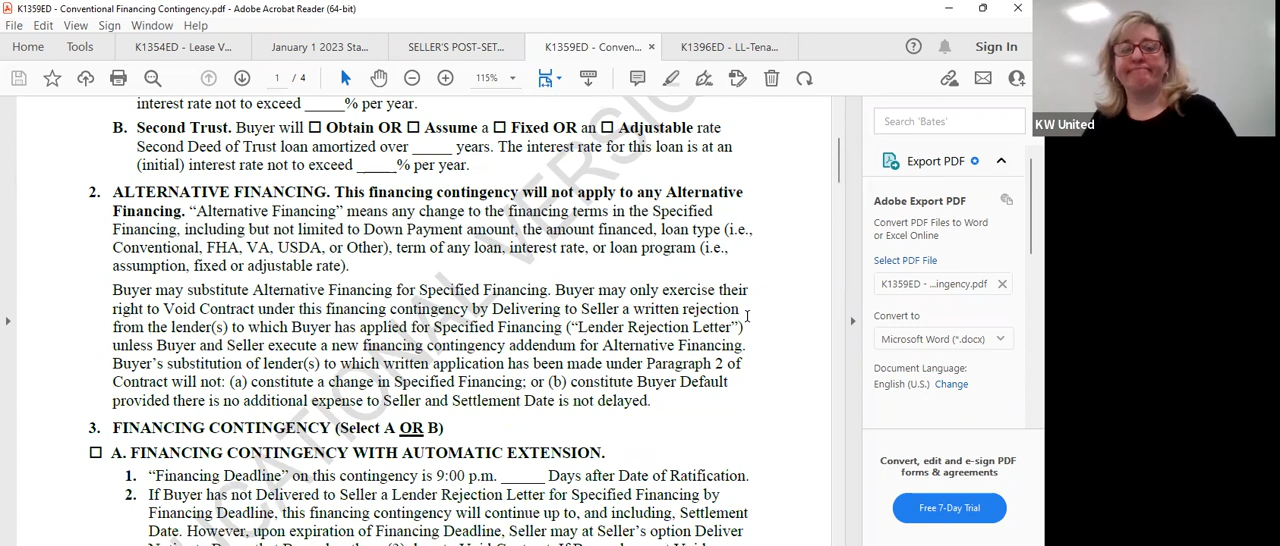 K1359ED - Conventional Financing Contingency.pdf - Adobe Acrobat Reader (64-bit)
File Edit View Sign Window Help
Home Tools K1354ED - Lease V... January 1 2023 Sta... SELLER'S POST-SET... K1359ED - Conven... × K1396ED - LL-Tena... Sign In
1 / 4 115%
interest rate not to exceed _____% per year.
B. Second Trust. Buyer will ☐ Obtain OR ☐ Assume a ☐ Fixed OR an ☐ Adjustable rate
Second Deed of Trust loan amortized over _____ years. The interest rate for this loan is at an
(initial) interest rate not to exceed _____% per year.
2. ALTERNATIVE FINANCING. This financing contingency will not apply to any Alternative
Financing. “Alternative Financing” means any change to the financing terms in the Specified
Financing, including but not limited to Down Payment amount, the amount financed, loan type (i.e.,
Conventional, FHA, VA, USDA, or Other), term of any loan, interest rate, or loan program (i.e.,
assumption, fixed or adjustable rate).
Buyer may substitute Alternative Financing for Specified Financing. Buyer may only exercise their
right to Void Contract under this financing contingency by Delivering to Seller a written rejection
from the lender(s) to which Buyer has applied for Specified Financing (“Lender Rejection Letter”)
unless Buyer and Seller execute a new financing contingency addendum for Alternative Financing.
Buyer’s substitution of lender(s) to which written application has been made under Paragraph 2 of
Contract will not: (a) constitute a change in Specified Financing; or (b) constitute Buyer Default
provided there is no additional expense to Seller and Settlement Date is not delayed.
3. FINANCING CONTINGENCY (Select A OR B)
☐ A. FINANCING CONTINGENCY WITH AUTOMATIC EXTENSION.
1. “Financing Deadline” on this contingency is 9:00 p.m. ______ Days after Date of Ratification.
2. If Buyer has not Delivered to Seller a Lender Rejection Letter for Specified Financing by
Financing Deadline, this financing contingency will continue up to, and including, Settlement
Date. However, upon expiration of Financing Deadline, Seller may at Seller’s option Deliver
Search 'Bates'
Export PDF
Adobe Export PDF
Convert PDF Files to Word
or Excel Online
Select PDF File
K1359ED - ...ingency.pdf ×
Convert to
Microsoft Word (*.docx)
Document Language:
English (U.S.) Change
Convert, edit and e-sign PDF
forms & agreements
Free 7-Day Trial
KW United